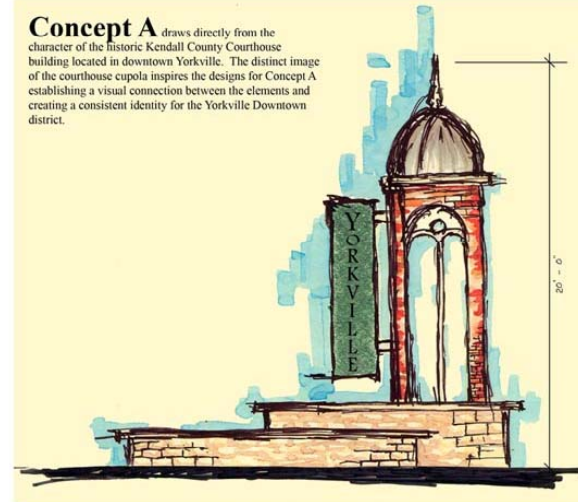 Concept A draws directly from the
character of the historic Kendall County Courthouse
building located in downtown Yorkville. The distinct image
of the courthouse cupola inspires the designs for Concept A
establishing a visual connection between the elements and
creating a consistent identity for the Yorkville Downtown
district.
YORKVILLE
20' - 0"